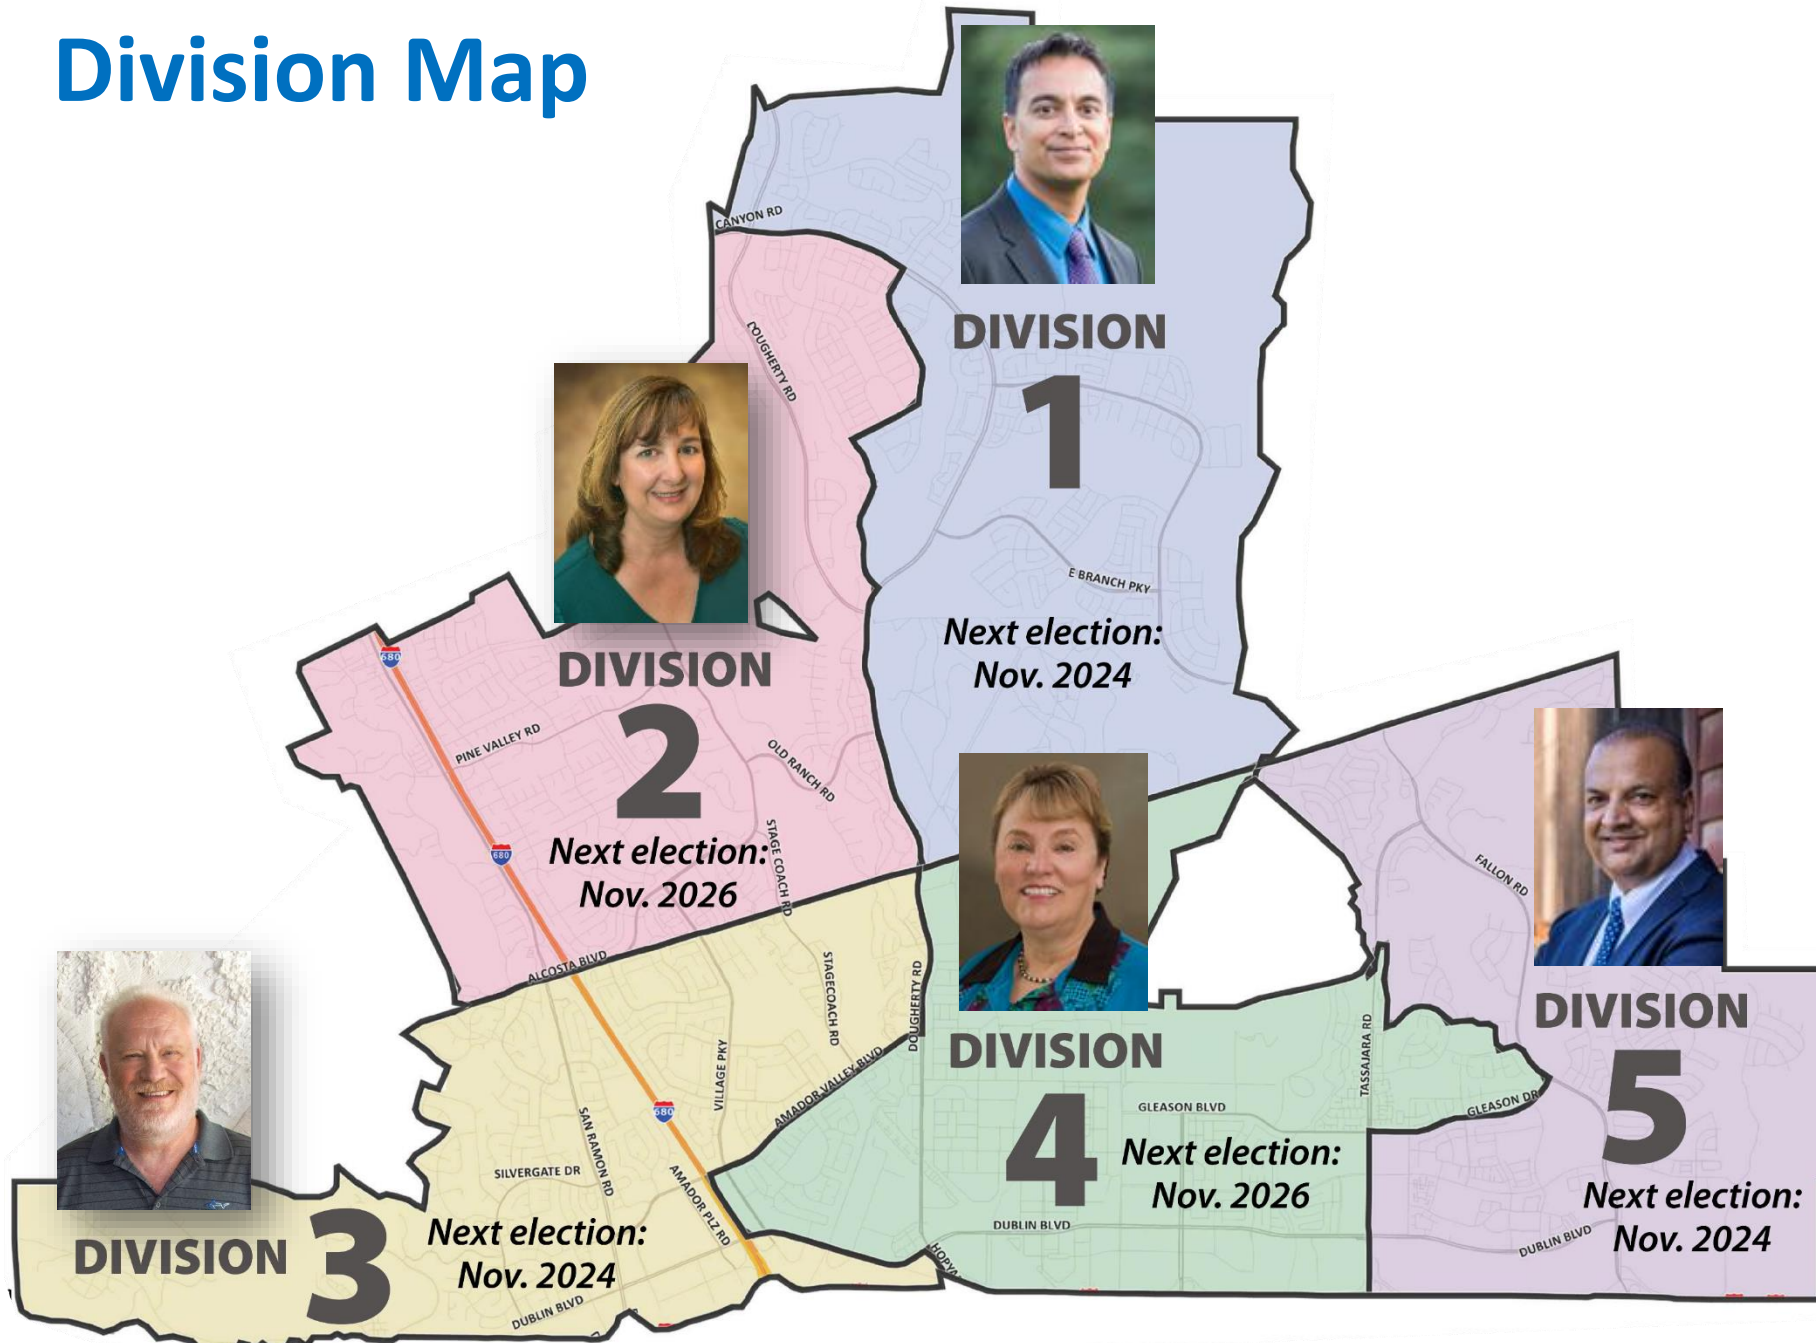 Division Map
CANYON RD
DOUGHERTY RD
DIVISION
1
E BRANCH PKY
Next election:
Nov. 2024
680
DIVISION
2
PINE VALLEY RD
OLD RANCH RD
680
Next election:
Nov. 2026
STAGE COACH RD
FALLON RD
ALCOSTA BLVD
STAGECOACH RD
DOUGHERTY RD
DIVISION
4
TASSAJARA RD
DIVISION
5
VILLAGE PKY
AMADOR VALLEY BLVD
680
GLEASON BLVD
GLEASON DR
SAN RAMON RD
SILVERGATE DR
AMADOR PLZ RD
Next election:
Nov. 2026
Next election:
Nov. 2024
DIVISION
3
Next election:
Nov. 2024
DUBLIN BLVD
DUBLIN BLVD
DUBLIN BLVD